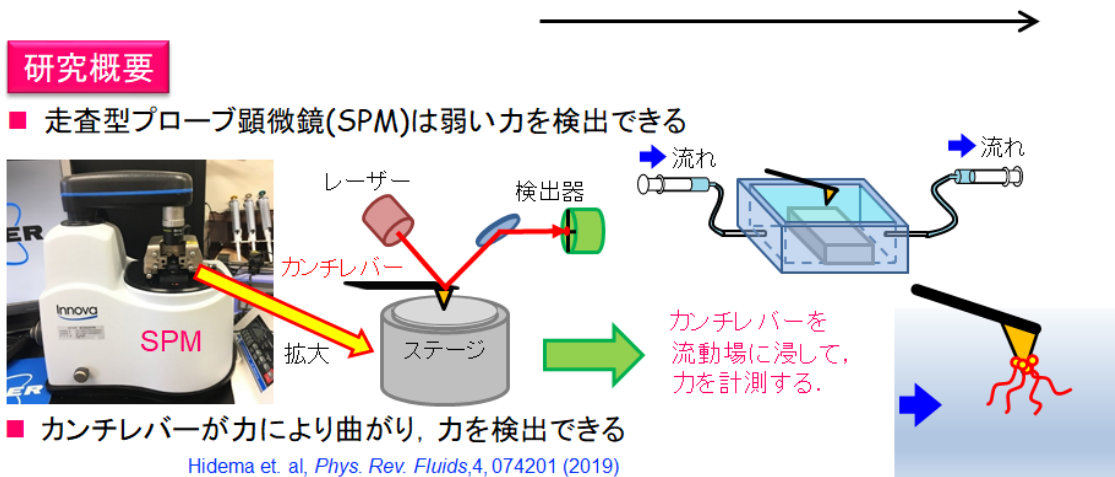 研究概要
■ 走査型プローブ顕微鏡(SPM)は弱い力を検出できる
レーザー
検出器
流れ
流れ
カンチレバー
Innova
SPM
拡大
ステージ
カンチレバーを
流動場に浸して,
力を計測する.
■ カンチレバーが力により曲がり, 力を検出できる
Hidema et. al, Phys. Rev. Fluids,4, 074201 (2019)